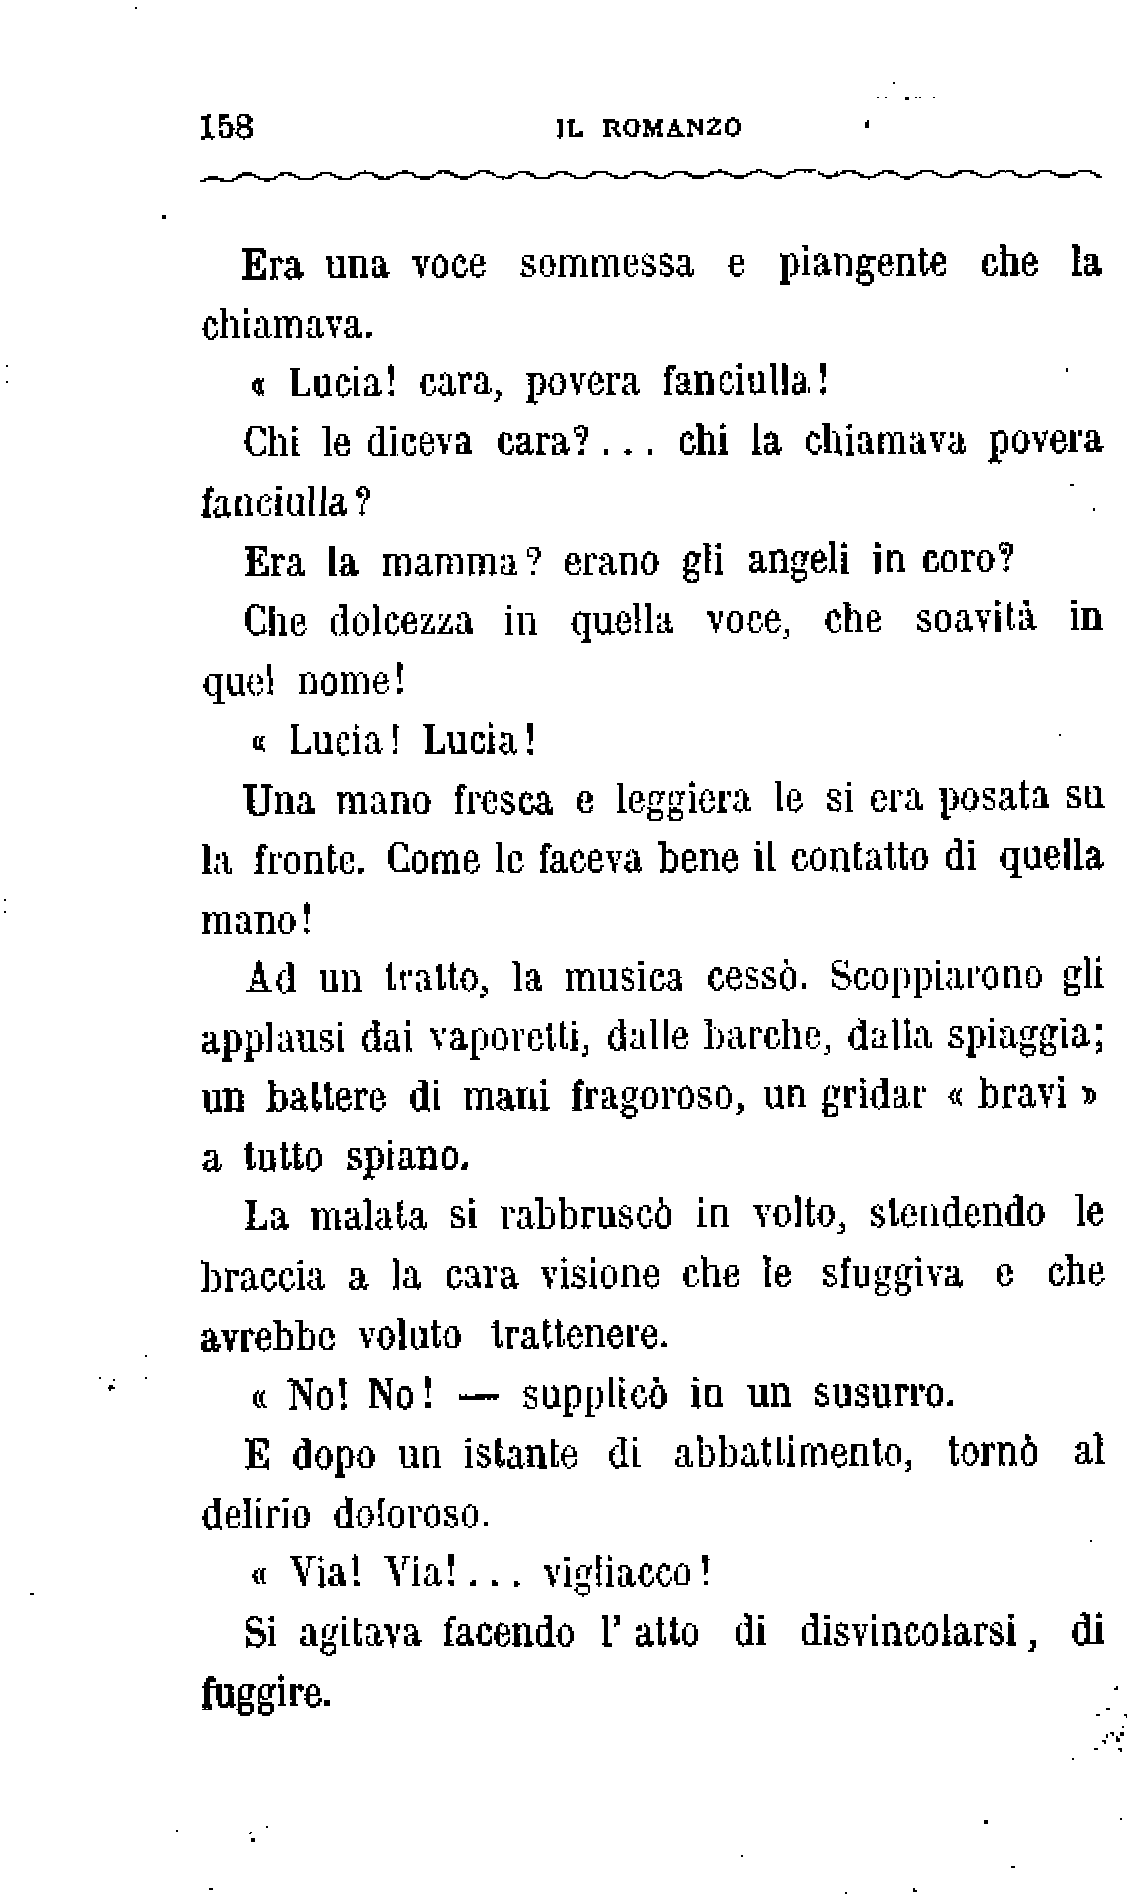 158 IL ROMANZO
Era una voce sommessa e piangente che la
chiamava.
« Lucia! cara, povera fanciulla!
Chi le diceva cara?... chi la chiamava povera
fanciulla?
Era la mamma? erano gli angeli in coro?
Che dolcezza in quella voce, che soavità in
quel nome!
« Lucia! Lucia!
Una mano fresca e leggiera le si era posata su
la fronte. Come le faceva bene il contatto di quella
mano!
Ad un tratto, la musica cessò. Scoppiarono gli
applausi dai vaporetti, dalle barche, dalla spiaggia;
un battere di mani fragoroso, un gridar « bravi »
a tutto spiano.
La malata si rabbruscò in volto, stendendo le
braccia a la cara visione che le sfuggiva e che
avrebbe voluto trattenere.
« No! No! — supplicò in un susurro.
E dopo un istante di abbattimento, tornò al
delirio doloroso.
« Via! Via!... vigliacco!
Si agitava facendo l' atto di disvincolarsi, di
fuggire.